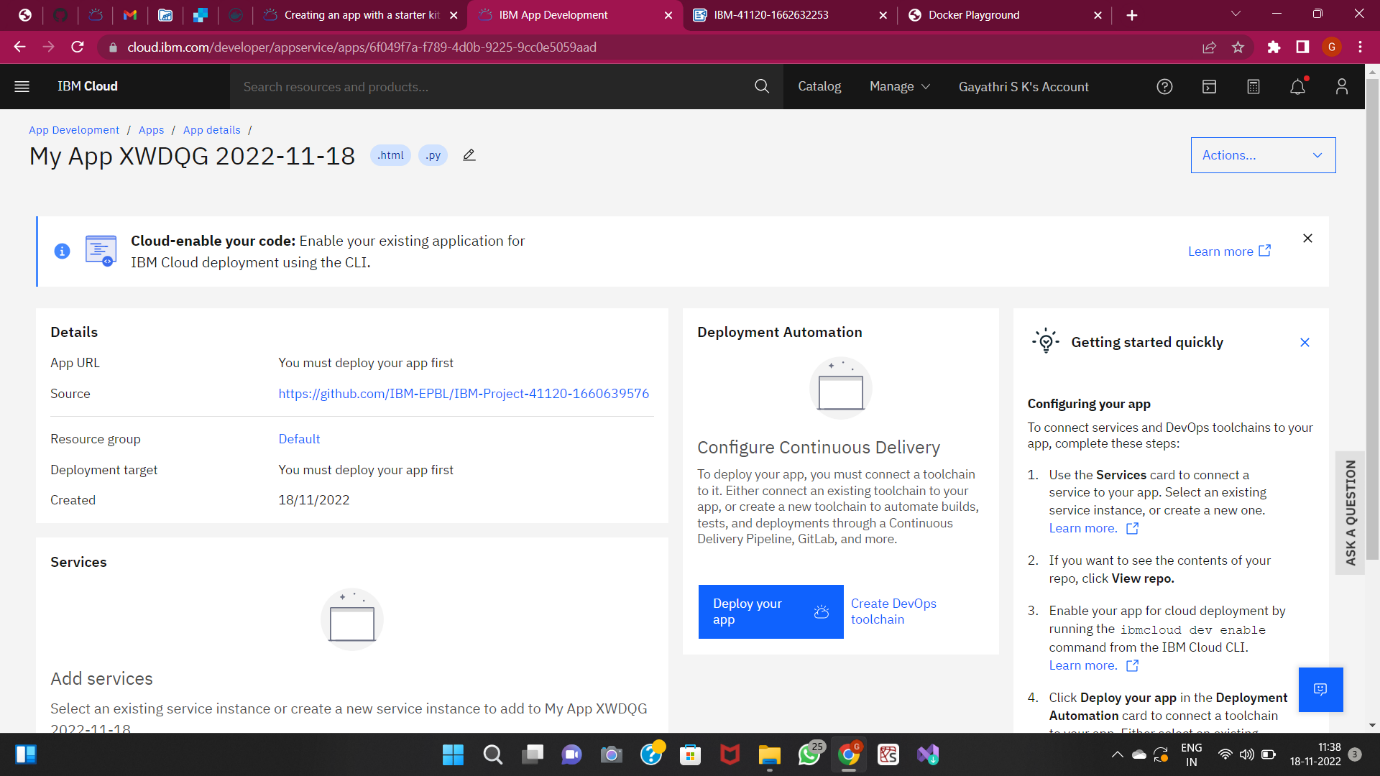 Creating an app with a starter kit
IBM App Development
IBM-41120-1662632253
Docker Playground
cloud.ibm.com/developer/appservice/apps/6f049f7a-f789-4d0b-9225-9cc0e5059aad
G
IBM Cloud
Search resources and products...
Catalog
Manage
Gayathri S K's Account
App Development / Apps / App details /
My App XWDQG 2022-11-18
.html
.py
Actions...
Cloud-enable your code: Enable your existing application for
IBM Cloud deployment using the CLI.
Learn more
Details
App URL You must deploy your app first
Source https://github.com/IBM-EPBL/IBM-Project-41120-1660639576
Resource group Default
Deployment target You must deploy your app first
Created 18/11/2022
Services
Add services
Select an existing service instance or create a new service instance to add to My App XWDQG
2022-11-18
Deployment Automation
Configure Continuous Delivery
To deploy your app, you must connect a toolchain
to it. Either connect an existing toolchain to your
app, or create a new toolchain to automate builds,
tests, and deployments through a Continuous
Delivery Pipeline, GitLab, and more.
Deploy your
app
Create DevOps
toolchain
Getting started quickly
Configuring your app
To connect services and DevOps toolchains to your
app, complete these steps:
1. Use the Services card to connect a
service to your app. Select an existing
service instance, or create a new one.
Learn more.
2. If you want to see the contents of your
repo, click View repo.
3. Enable your app for cloud deployment by
running the ibmcloud dev enable
command from the IBM Cloud CLI.
Learn more.
4. Click Deploy your app in the Deployment
Automation card to connect a toolchain
to your app. Either select an existing
ASK A QUESTION
25
G
ENG
IN
11:38
18-11-2022
3